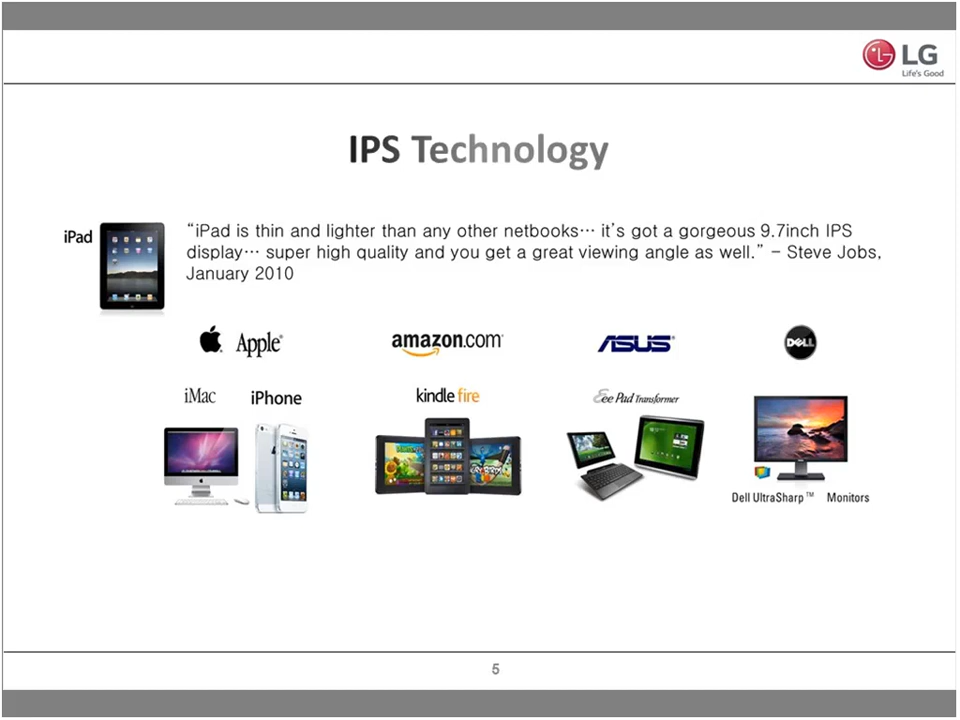 LG
Life's Good
IPS Technology
iPad
“iPad is thin and lighter than any other netbooks… it's got a gorgeous 9.7inch IPS
display… super high quality and you get a great viewing angle as well.” - Steve Jobs,
January 2010
Apple®
amazon.com®
ASUS®
DELL
iMac
iPhone
kindle fire
Eee Pad Transformer
Dell UltraSharp™ Monitors
5